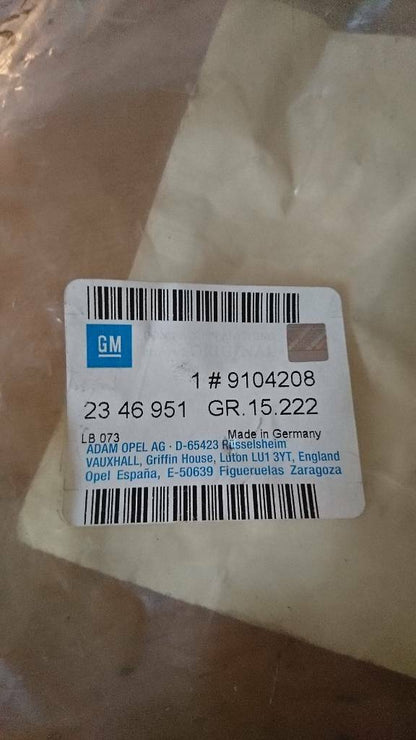 GM
1 # 9104208
23 46 951 GR.15.222
LB 073 Made in Germany
ADAM OPEL AG · D-65423 Rüsselsheim
VAUXHALL, Griffin House, Luton LU1 3YT, England
Opel España, E-50639 Figueruelas Zaragoza